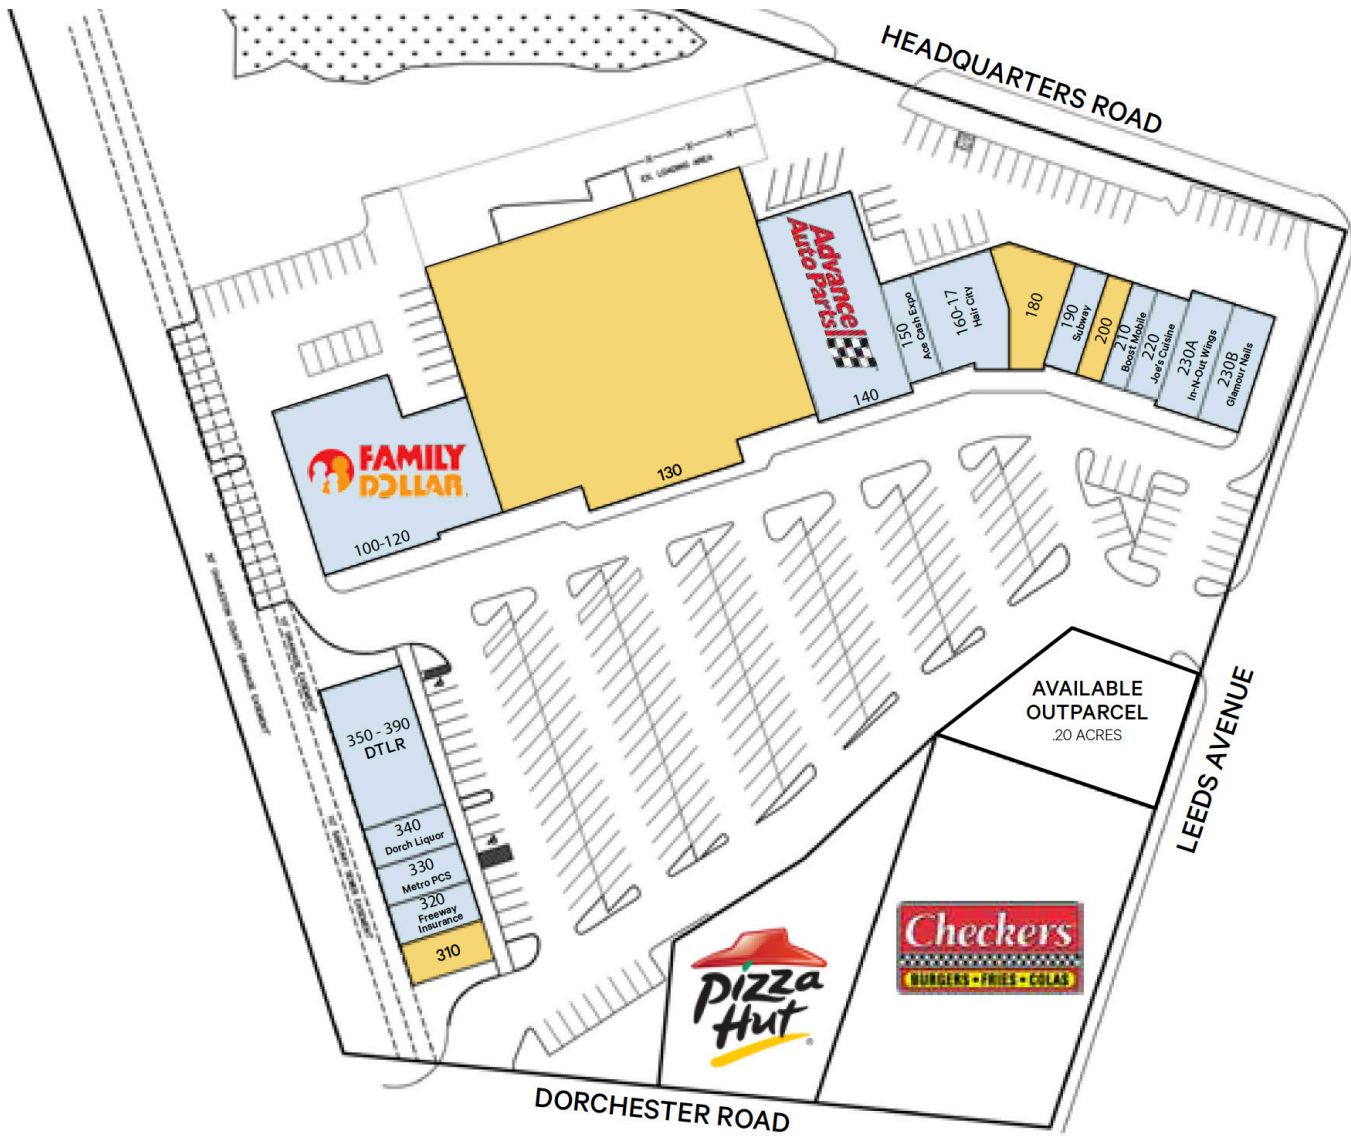 HEADQUARTERS ROAD
EX. LOADING AREA
Advance
Auto Parts
140
150
Ace Cash Expo
160-17
Hair City
180
190
Subway
200
210
Boost Mobile
220
Joe's Cuisine
230A
In-N-Out Wings
230B
Glamour Nails
130
FAMILY
DOLLAR
100-120
350 - 390
DTLR
340
Dorch Liquor
330
Metro PCS
320
Freeway
Insurance
310
AVAILABLE
OUTPARCEL
.20 ACRES
LEEDS AVENUE
Checkers
BURGERS • FRIES • COLAS
Pizza
Hut
®
DORCHESTER ROAD